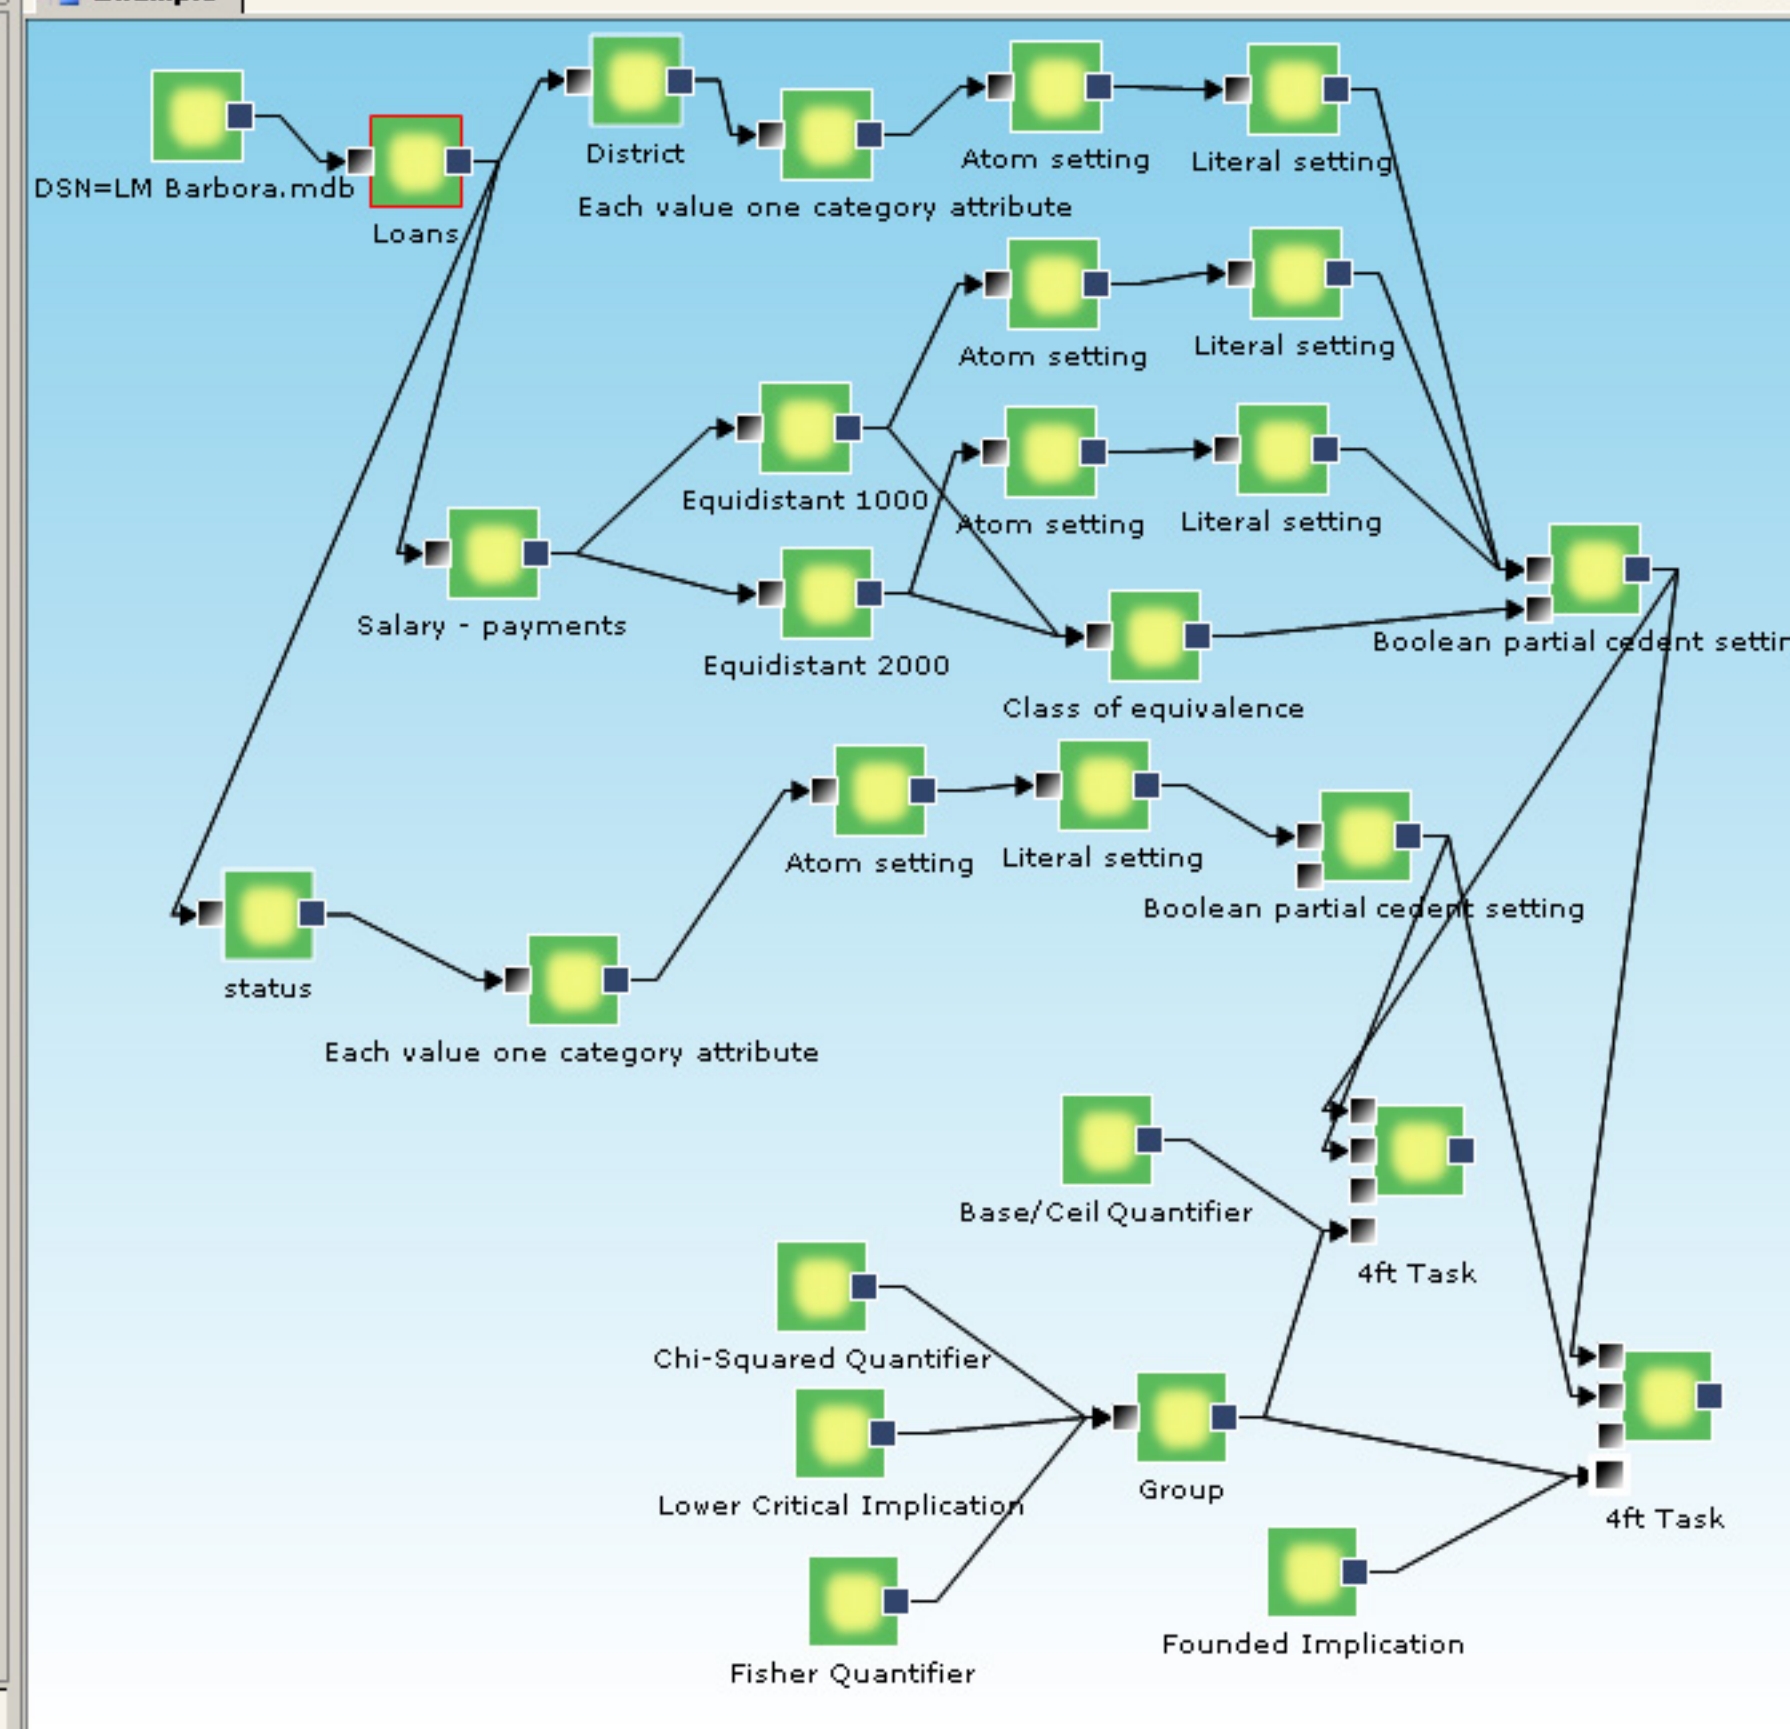 District
Atom setting
Literal setting
DSN=LM Barbora.mdb
Each value one category attribute
Loans
Atom setting
Literal setting
Equidistant 1000
Atom setting
Literal setting
Salary - payments
Equidistant 2000
Boolean partial cedent settin
Class of equivalence
Atom setting
Literal setting
Boolean partial cedent setting
status
Each value one category attribute
Base/Ceil Quantifier
4ft Task
Chi-Squared Quantifier
Lower Critical Implication
Group
4ft Task
Founded Implication
Fisher Quantifier